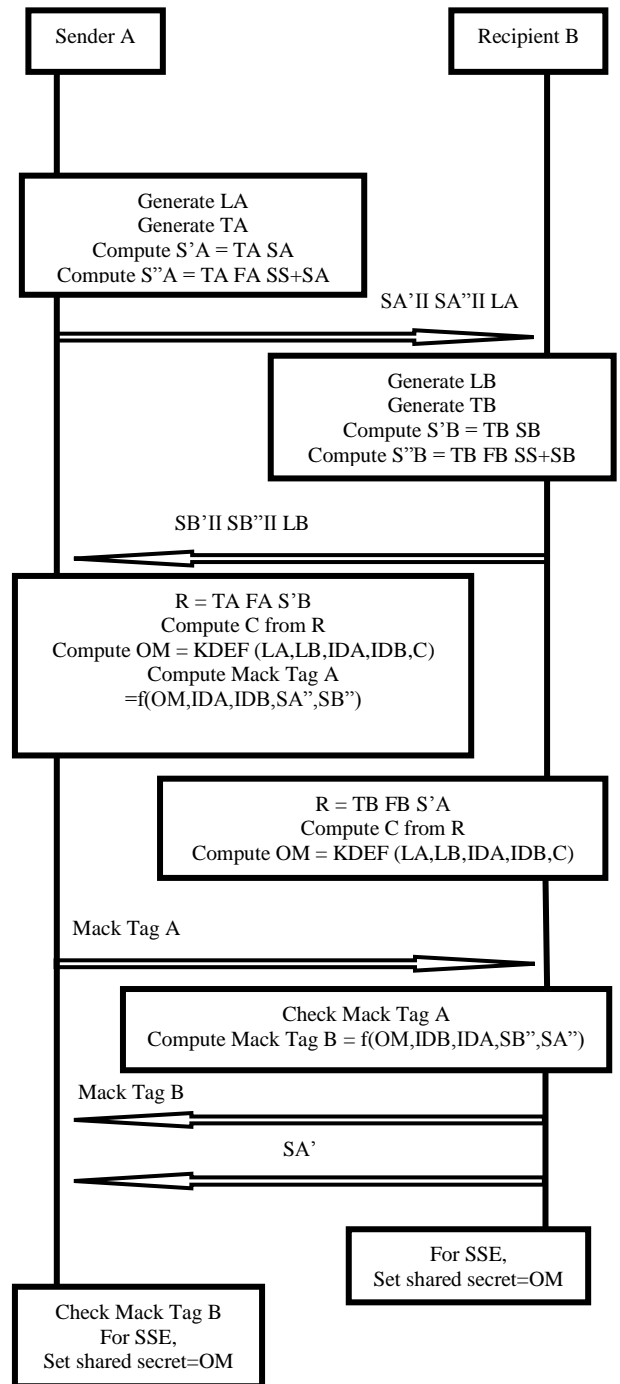 Sender A
Recipient B
Generate LA
Generate TA
Compute S’A = TA SA
Compute S”A = TA FA SS+SA
SA’II SA”II LA
Generate LB
Generate TB
Compute S’B = TB SB
Compute S”B = TB FB SS+SB
SB’II SB”II LB
R = TA FA S’B
Compute C from R
Compute OM = KDEF (LA,LB,IDA,IDB,C)
Compute Mack Tag A
=f(OM,IDA,IDB,SA”,SB”)
R = TB FB S’A
Compute C from R
Compute OM = KDEF (LA,LB,IDA,IDB,C)
Mack Tag A
Check Mack Tag A
Compute Mack Tag B = f(OM,IDB,IDA,SB”,SA”)
Mack Tag B
SA’
For SSE,
Set shared secret=OM
Check Mack Tag B
For SSE,
Set shared secret=OM